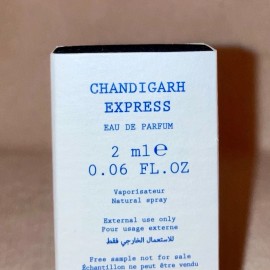 CHANDIGARH
EXPRESS
EAU DE PARFUM
2 ml℮
0.06 FL.OZ
Vaporisateur
Natural spray
External use only
Pour usage externe
للاستعمال الخارجي فقط
Free sample not for sale
Échantillon ne peut être vendu